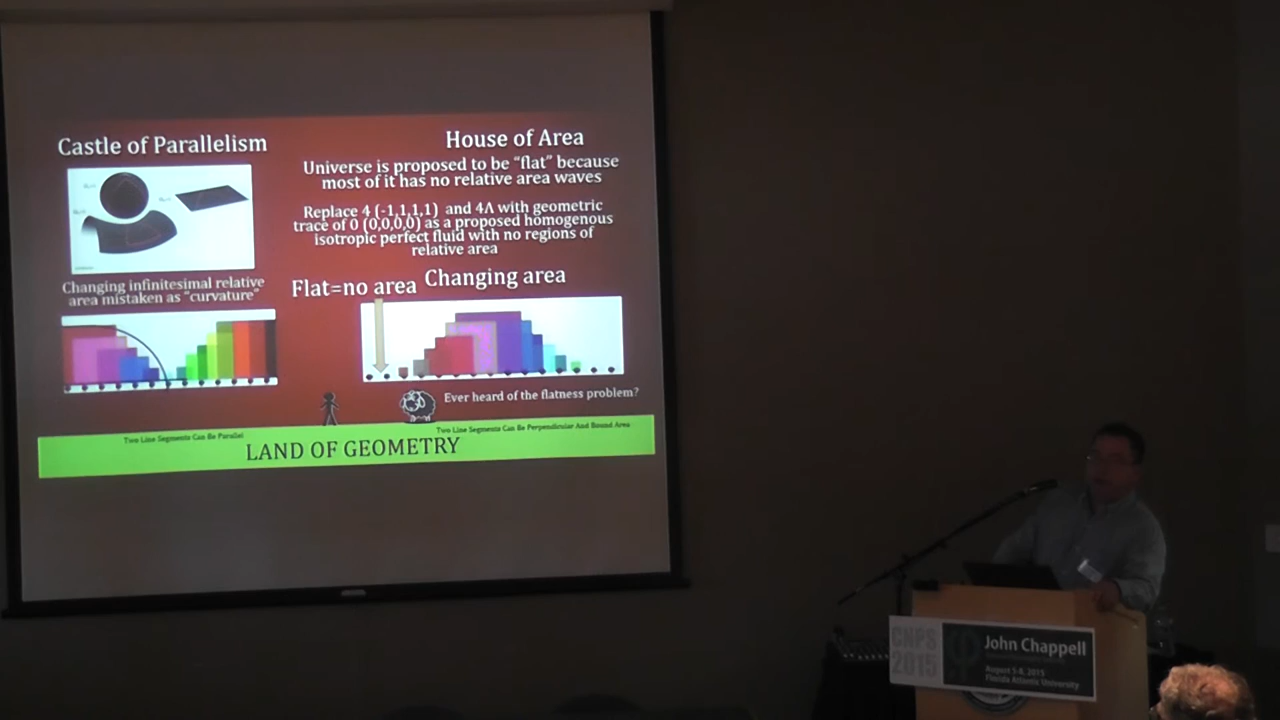 Castle of Parallelism
House of Area
Universe is proposed to be “flat” because
most of it has no relative area waves
Replace 4 (-1,1,1,1) and 4Λ with geometric
trace of 0 (0,0,0,0) as a proposed homogenous
isotropic perfect fluid with no regions of
relative area
Changing infinitesimal relative
area mistaken as “curvature”
Flat=no area
Changing area
Ever heard of the flatness problem?
Two Line Segments Can Be Parallel
Two Line Segments Can Be Perpendicular And Bound Area
LAND OF GEOMETRY
CNPS
2015
John Chappell
August 5-8, 2015
Florida Atlantic University